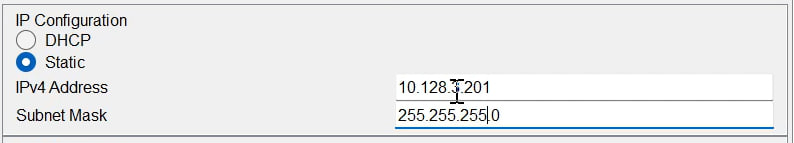 IP Configuration
DHCP
Static
IPv4 Address 10.128.3.201
Subnet Mask 255.255.255.0